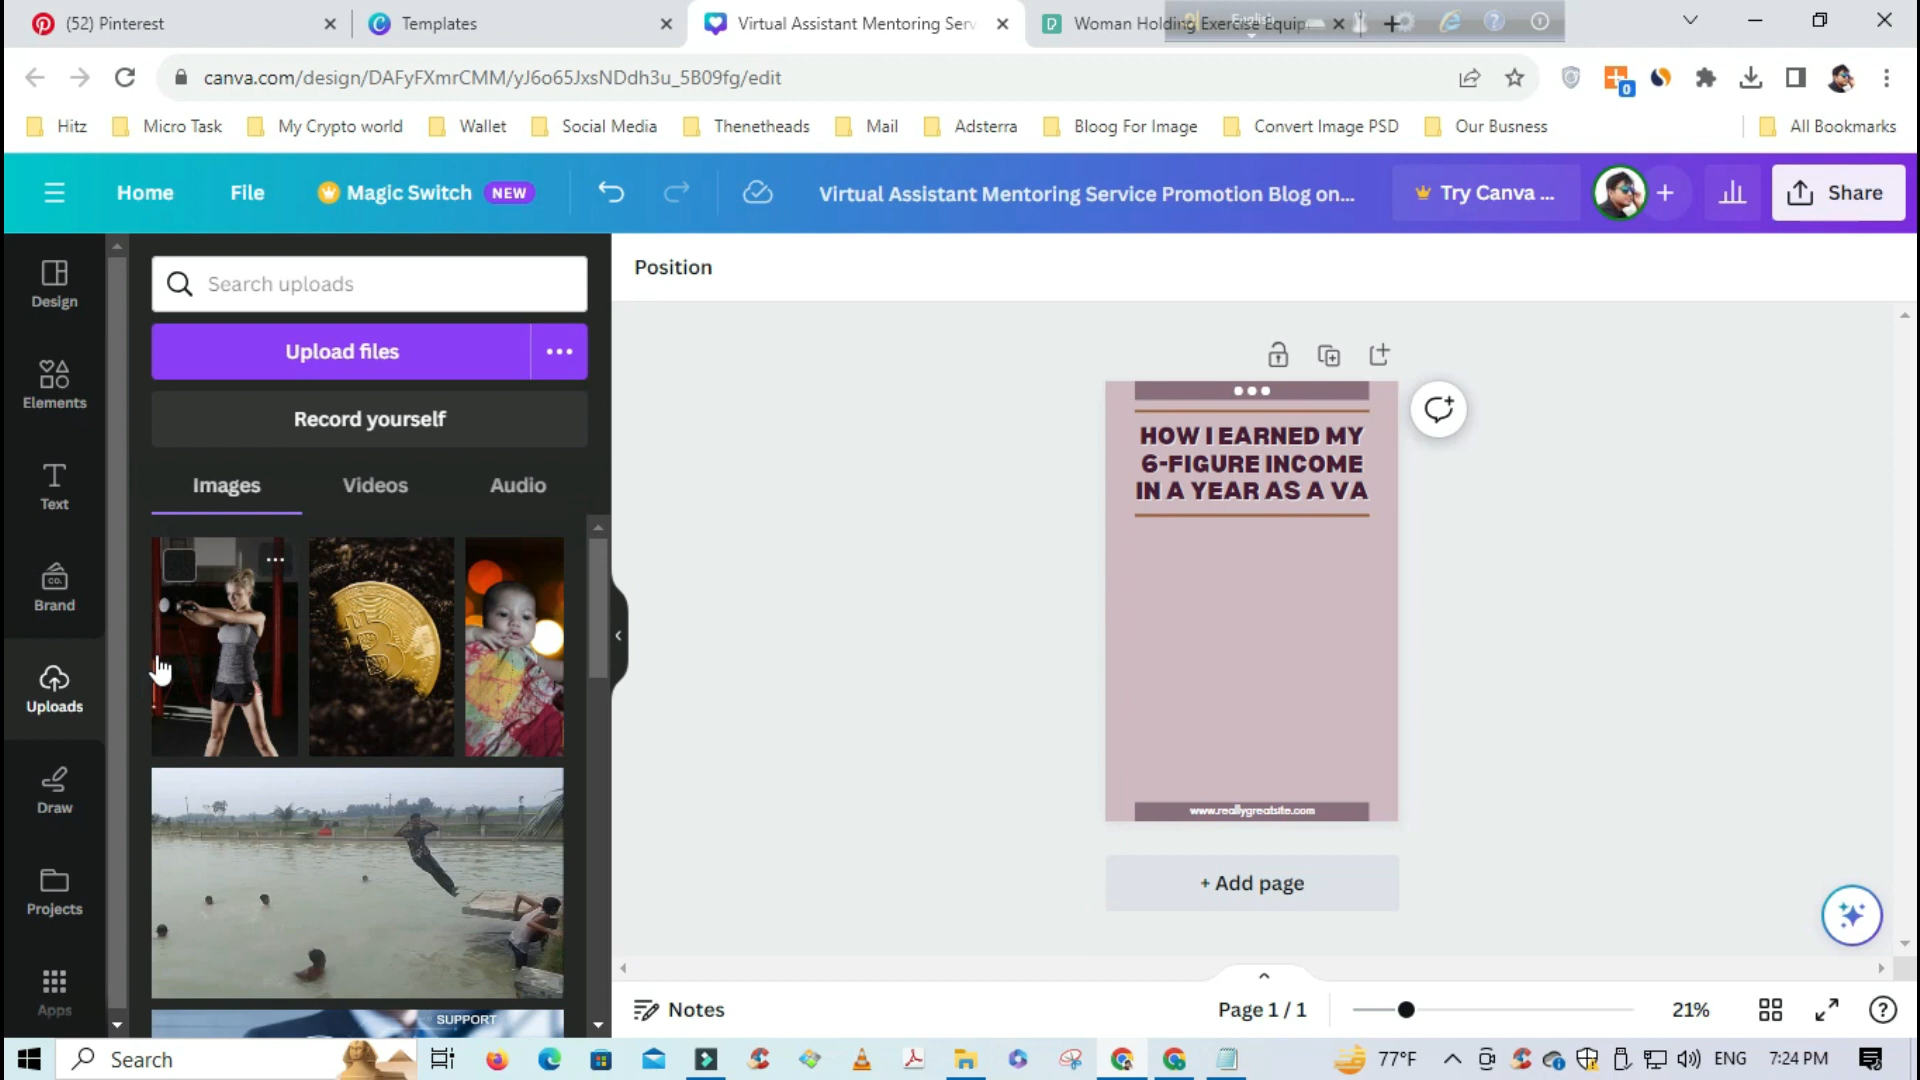 (52) Pinterest
Templates
Virtual Assistant Mentoring Serv
Woman Holding Exercise Equip
canva.com/design/DAFyFXmrCMM/yJ6o65JxsNDdh3u_5B09fg/edit
0
Hitz
Micro Task
My Crypto world
Wallet
Social Media
Thenetheads
Mail
Adsterra
Bloog For Image
Convert Image PSD
Our Busness
All Bookmarks
Home
File
Magic Switch
NEW
Virtual Assistant Mentoring Service Promotion Blog on...
Try Canva ...
Share
Design
Elements
Text
CO.
Brand
Uploads
Draw
Projects
Apps
Search uploads
Upload files
Record yourself
Images
Videos
Audio
SUPPORT
Position
HOW I EARNED MY
6-FIGURE INCOME
IN A YEAR AS A VA
www.reallygreatsite.com
+ Add page
Notes
Page 1 / 1
21%
Search
77°F
ENG
7:24 PM